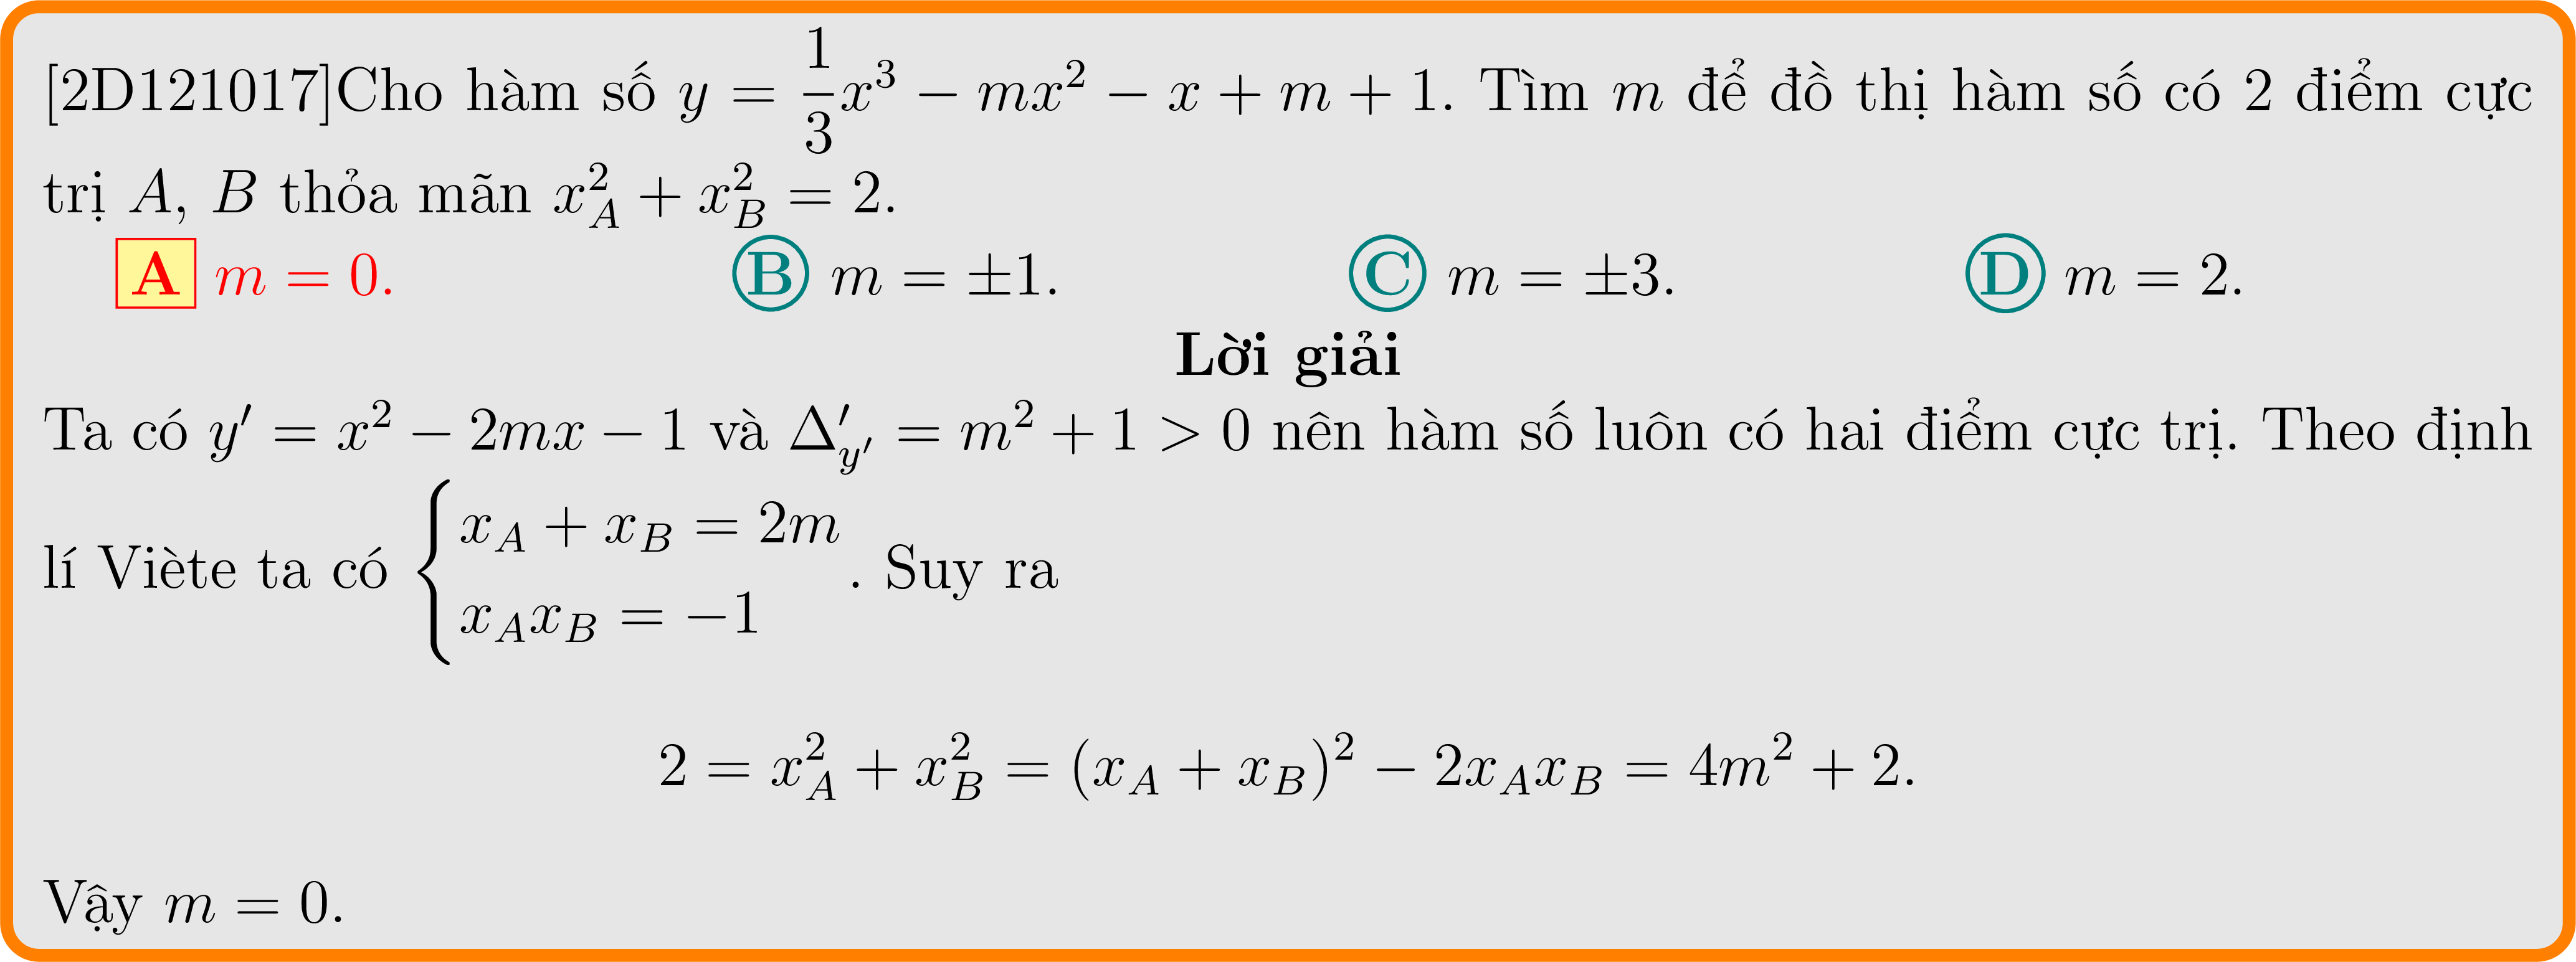 [2D121017]Cho hàm số $y = \dfrac{1}{3}x^3 - mx^2 - x + m + 1$. Tìm $m$ để đồ thị hàm số có 2 điểm cực
trị $A$, $B$ thỏa mãn $x_A^2 + x_B^2 = 2$.
A $m = 0$. B $m = \pm 1$. C $m = \pm 3$. D $m = 2$.
Lời giải
Ta có $y' = x^2 - 2mx - 1$ và $\Delta'_{y'} = m^2 + 1 > 0$ nên hàm số luôn có hai điểm cực trị. Theo định
lí Viète ta có $\begin{cases} x_A + x_B = 2m \\ x_A x_B = -1 \end{cases}$. Suy ra
$2 = x_A^2 + x_B^2 = (x_A + x_B)^2 - 2x_A x_B = 4m^2 + 2.$
Vậy $m = 0$.